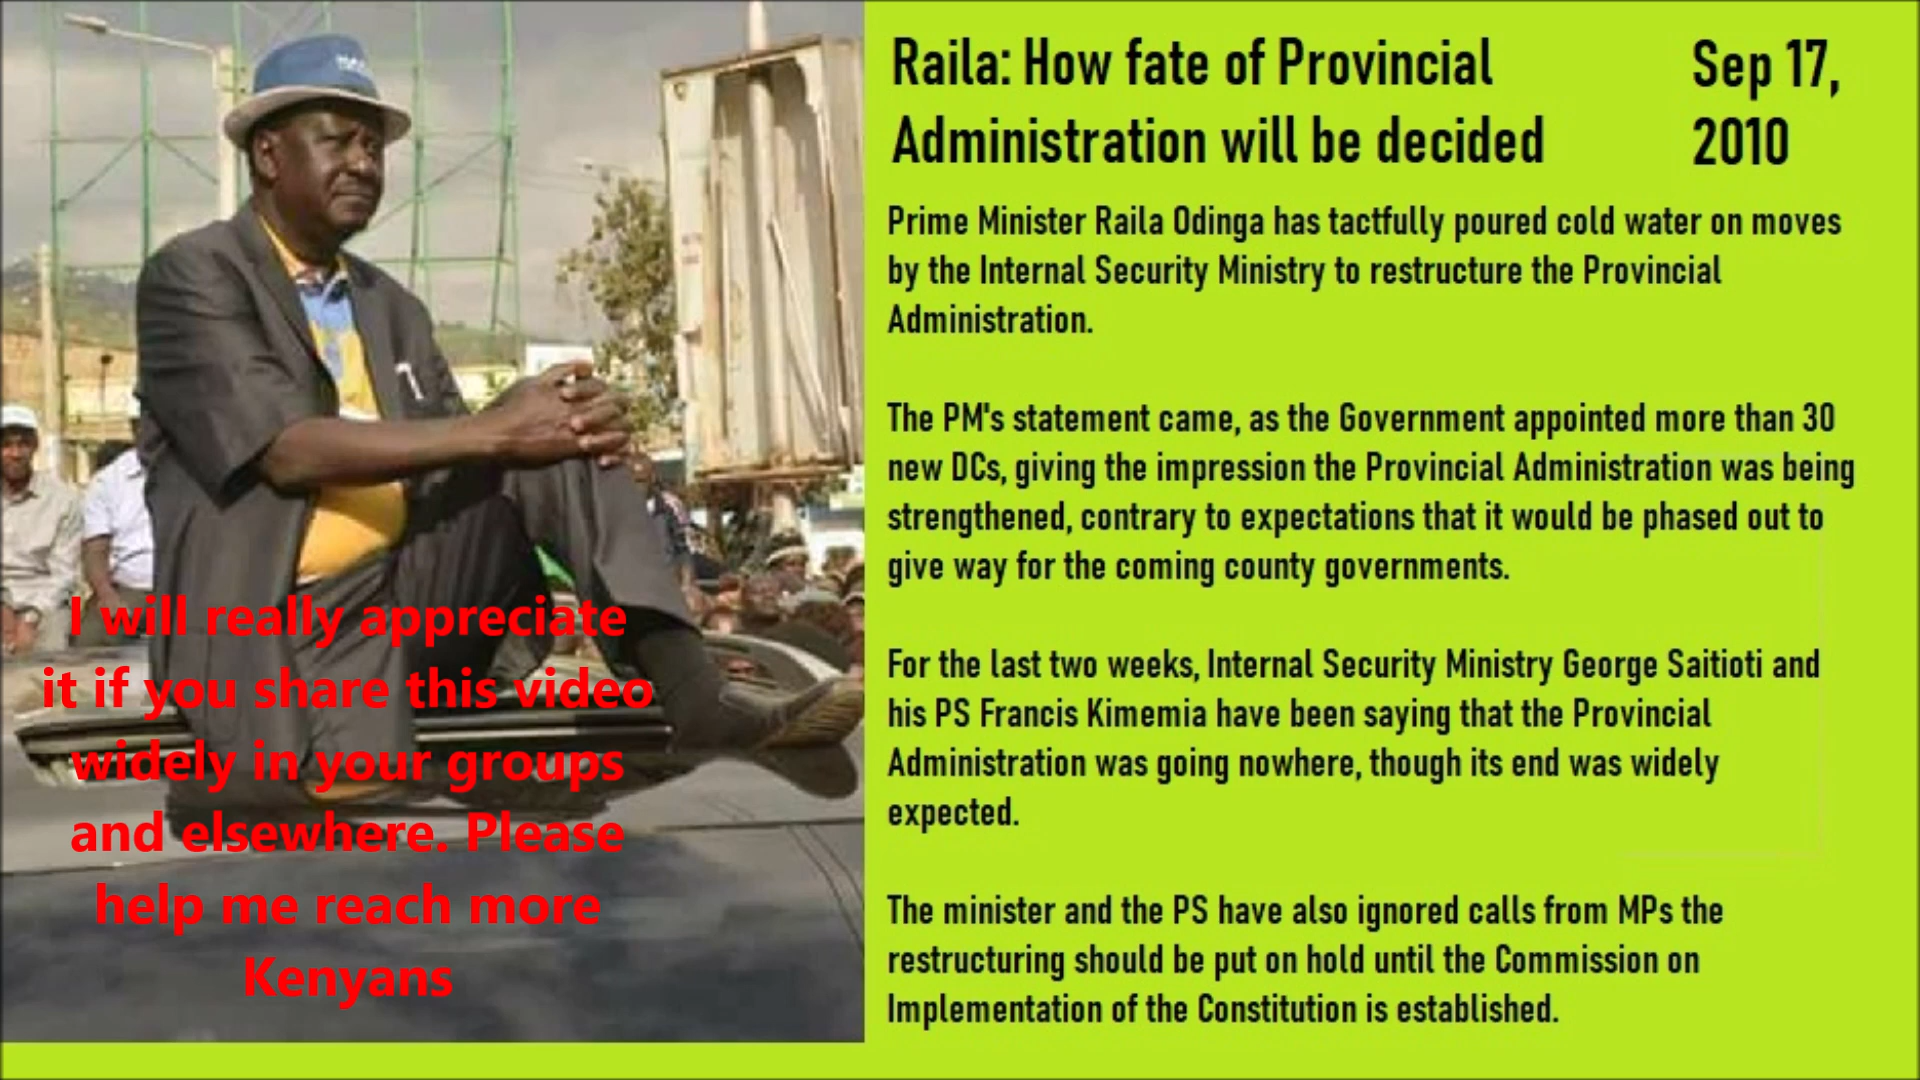 Raila: How fate of Provincial
Administration will be decided
Sep 17,
2010
Prime Minister Raila Odinga has tactfully poured cold water on moves
by the Internal Security Ministry to restructure the Provincial
Administration.
The PM's statement came, as the Government appointed more than 30
new DCs, giving the impression the Provincial Administration was being
strengthened, contrary to expectations that it would be phased out to
give way for the coming county governments.
For the last two weeks, Internal Security Ministry George Saitioti and
his PS Francis Kimemia have been saying that the Provincial
Administration was going nowhere, though its end was widely
expected.
The minister and the PS have also ignored calls from MPs the
restructuring should be put on hold until the Commission on
Implementation of the Constitution is established.
I will really appreciate
it if you share this video
widely in your groups
and elsewhere. Please
help me reach more
Kenyans